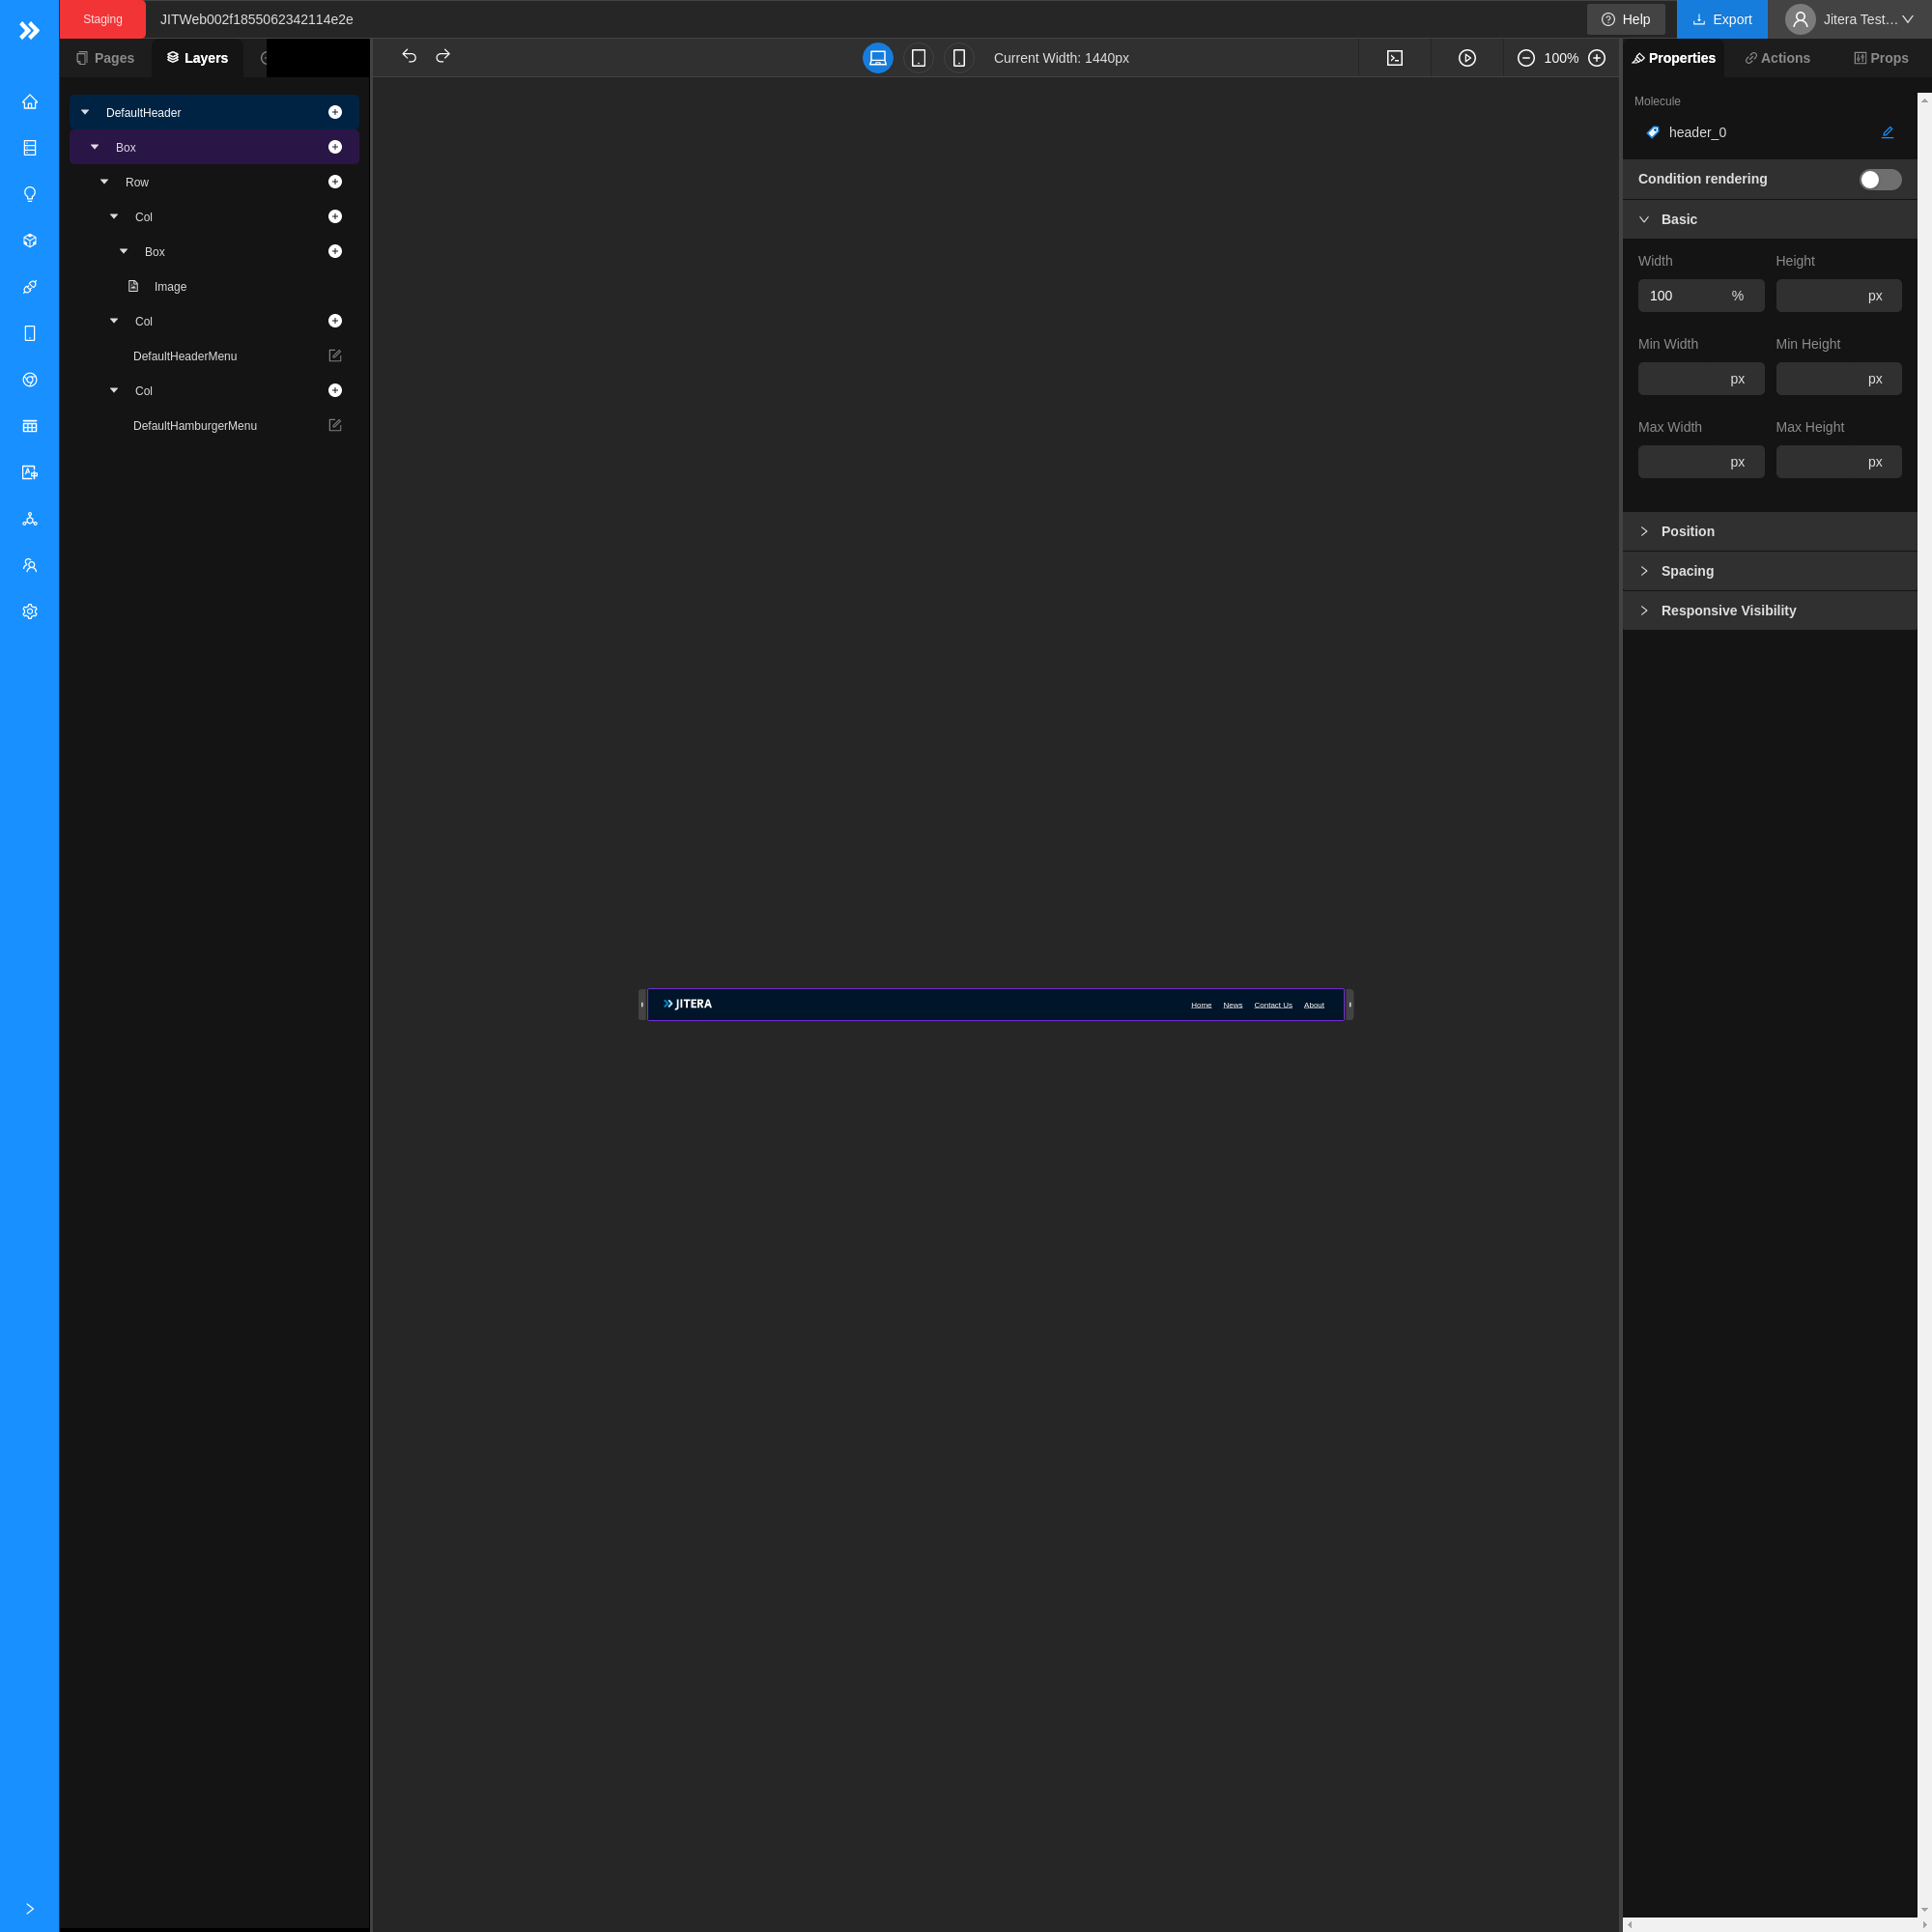 Staging
JITWeb002f1855062342114e2e
Help
Export
Jitera Test…
Pages
Layers
Current Width: 1440px
100%
Properties
Actions
Props
DefaultHeader
Box
Row
Col
Box
Image
Col
DefaultHeaderMenu
Col
DefaultHamburgerMenu
JITERA
Home
News
Contact Us
About
Molecule
header_0
Condition rendering
Basic
Width
Height
100 %
px
Min Width
Min Height
px
px
Max Width
Max Height
px
px
Position
Spacing
Responsive Visibility